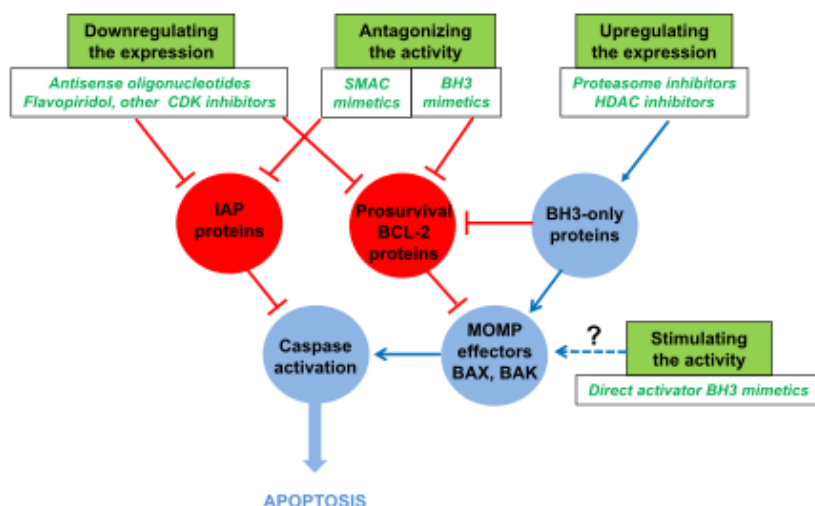 Downregulating
the expression
Antisense oligonucleotides
Flavopiridol, other CDK inhibitors
Antagonizing
the activity
SMAC
mimetics
BH3
mimetics
Upregulating
the expression
Proteasome inhibitors
HDAC inhibitors
IAP
proteins
Prosurvival
BCL-2
proteins
BH3-only
proteins
Caspase
activation
MOMP
effectors
BAX, BAK
?
Stimulating
the activity
Direct activator BH3 mimetics
APOPTOSIS